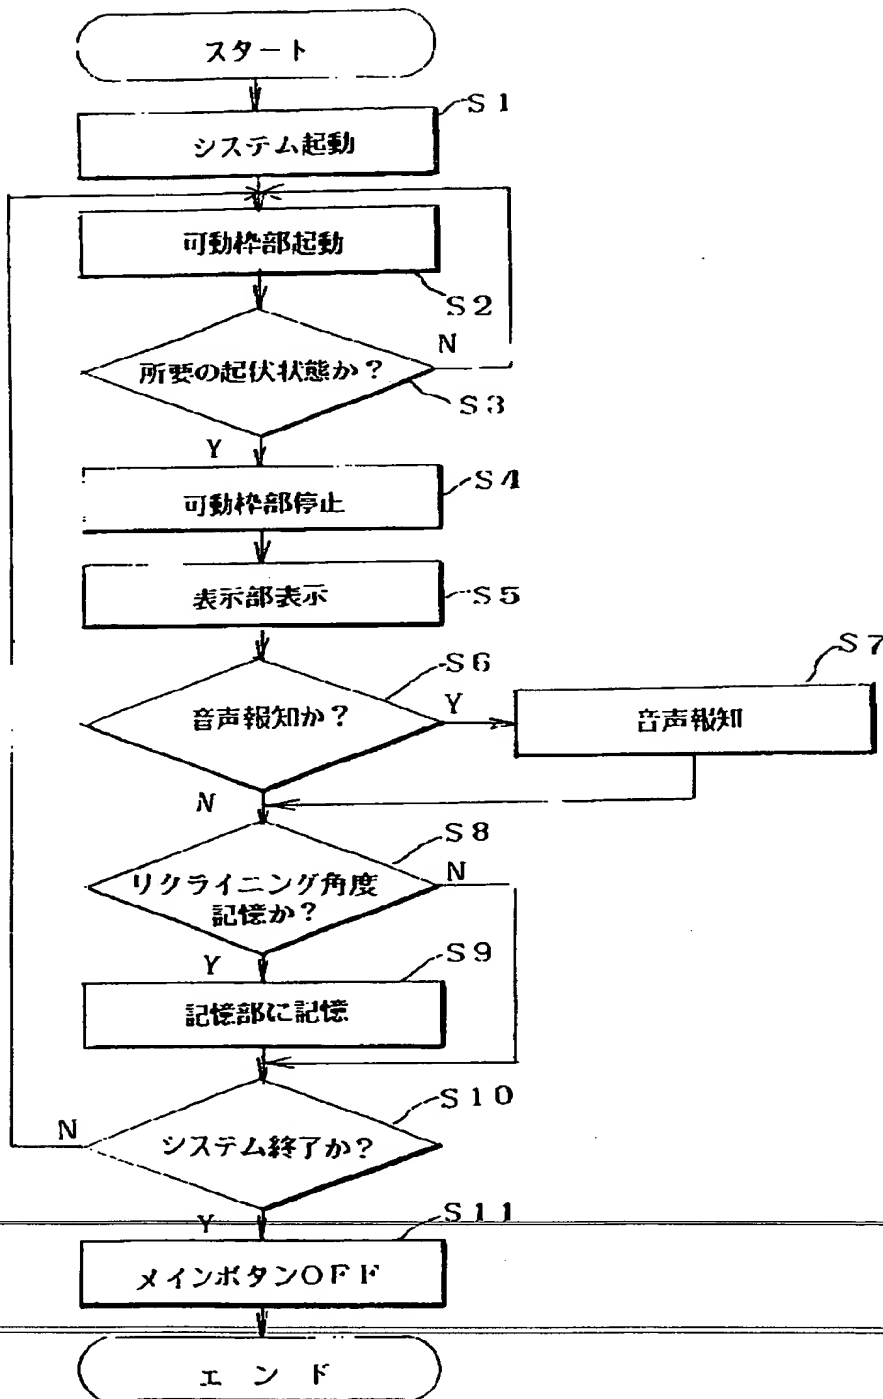 スタート
S1
システム起動
可動枠部起動
S2
N
所要の起伏状態か?
S3
Y
S4
可動枠部停止
表示部表示
S5
S6
S7
音声報知か?
Y
音声報知
N
S8
リクライニング角度
記憶か?
N
Y
S9
記憶部に記憶
S10
N
システム終了か?
Y
S11
メインボタンOFF
エンド